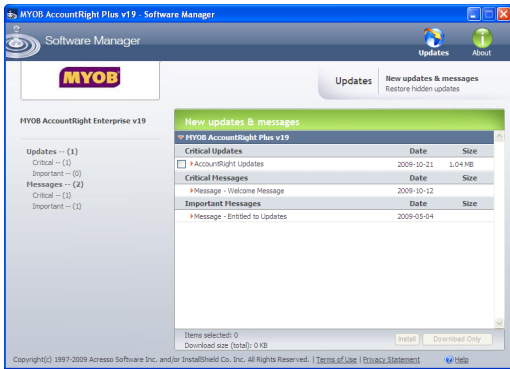 MYOB AccountRight Plus v19 - Software Manager
Software Manager
Updates About
MYOB
Updates
New updates & messages
Restore hidden updates
MYOB AccountRight Enterprise v19
Updates -- (1)
Critical -- (1)
Important -- (0)
Messages -- (2)
Critical -- (1)
Important -- (1)
New updates & messages
MYOB AccountRight Plus v19
Critical Updates Date Size
AccountRight Updates 2009-10-21 1.04 MB
Critical Messages Date Size
Message - Welcome Message 2009-10-12
Important Messages Date Size
Message - Entitled to Updates 2009-05-04
Items selected: 0
Download size (total): 0 KB
Install Download Only
Copyright(c) 1997-2009 Acresso Software Inc. and/or InstallShield Co. Inc. All Rights Reserved. | Terms of Use | Privacy Statement Help